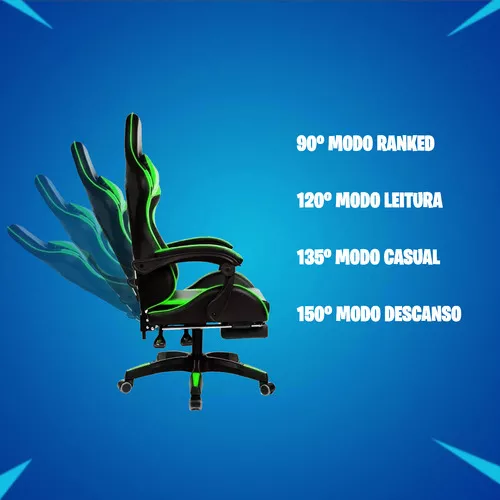 90º MODO RANKED
120º MODO LEITURA
135º MODO CASUAL
150º MODO DESCANSO